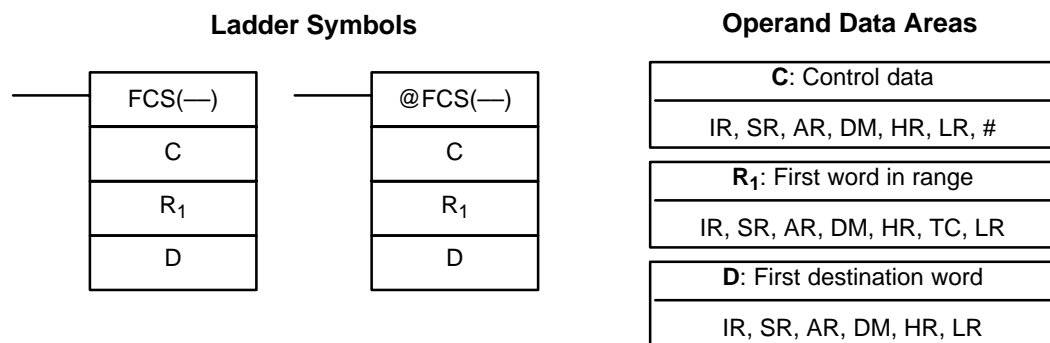 Ladder Symbols
FCS(—)
C
R1
D
@FCS(—)
C
R1
D
Operand Data Areas
C: Control data
IR, SR, AR, DM, HR, LR, #
R1: First word in range
IR, SR, AR, DM, HR, TC, LR
D: First destination word
IR, SR, AR, DM, HR, LR